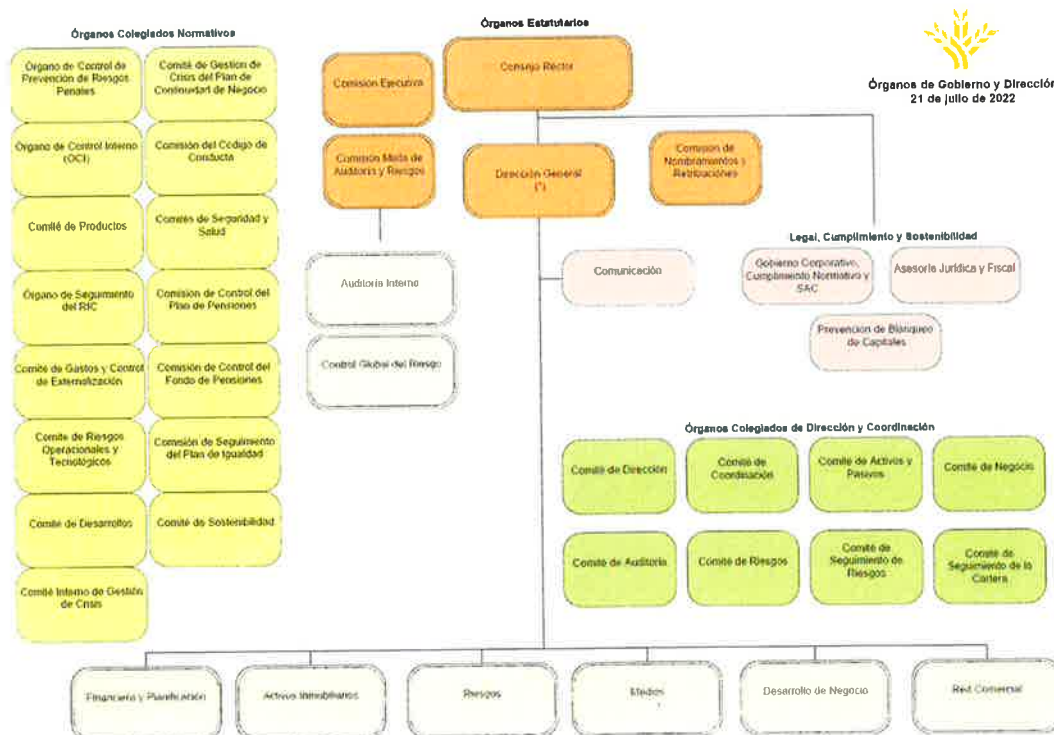 Órganos Estatutarios
Órganos Colegiados Normativos
Órganos de Gobierno y Dirección
21 de julio de 2022
Órgano de Control de
Prevención de Riesgos
Penales
Comité de Gestión de
Crisis del Plan de
Continuidad de Negocio
Órgano de Control Interno
(OCI)
Comisión del Código de
Conducta
Comité de Productos
Comités de Seguridad y
Salud
Órgano de Seguimiento
del RIC
Comisión de Control del
Plan de Pensiones
Comité de Gastos y Control
de Externalización
Comisión de Control del
Fondo de Pensiones
Comité de Riesgos
Operacionales y
Tecnológicos
Comisión de Seguimiento
del Plan de Igualdad
Comité de Desarrollos
Comité de Sostenibilidad
Comité Interno de Gestión
de Crisis
Comisión Ejecutiva
Consejo Rector
Comisión Mixta de
Auditoría y Riesgos
Dirección General
(*)
Comisión de
Nombramientos y
Retribuciones
Auditoría Interna
Control Global del Riesgo
Comunicación
Legal, Cumplimiento y Sostenibilidad
Gobierno Corporativo,
Cumplimiento Normativo y
SAC
Asesoría Jurídica y Fiscal
Prevención de Blanqueo
de Capitales
Órganos Colegiados de Dirección y Coordinación
Comité de Dirección
Comité de
Coordinación
Comité de Activos y
Pasivos
Comité de Negocio
Comité de Auditoría
Comité de Riesgos
Comité de
Seguimiento de
Riesgos
Comité de
Seguimiento de la
Cartera
Financiera y Planificación
Activos Inmobiliarios
Riesgos
Medios
Desarrollo de Negocio
Red Comercial